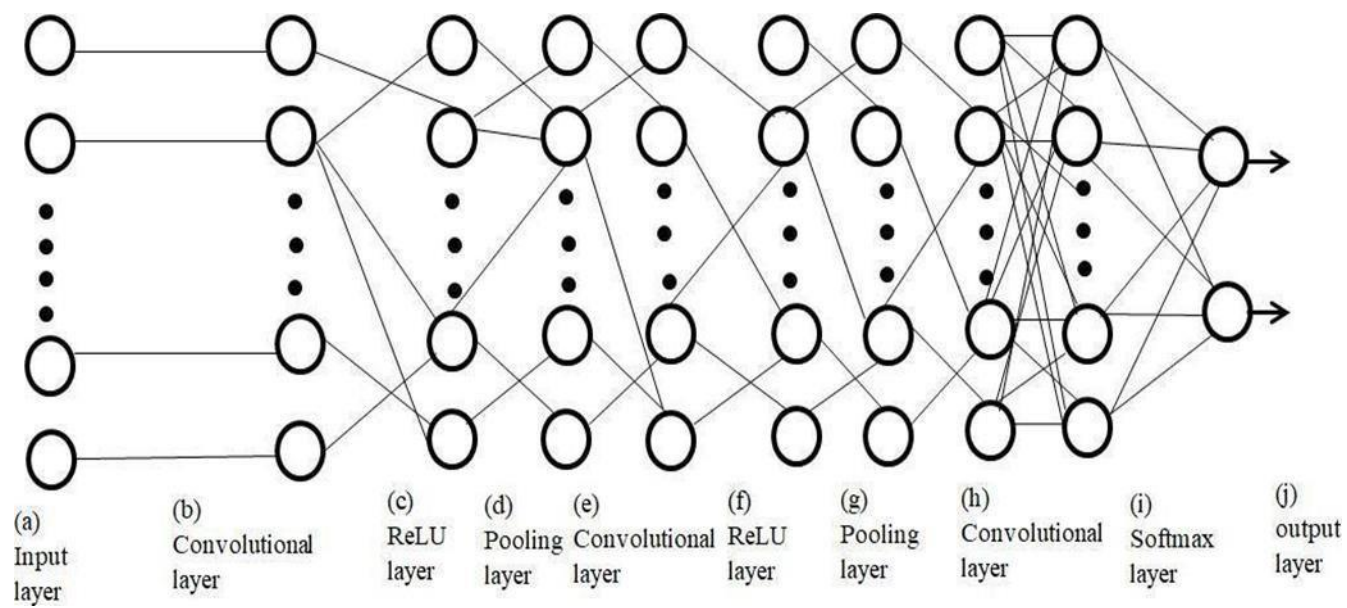 (a)
Input
layer
(b)
Convolutional
layer
(c)
ReLU
layer
(d)
Pooling
layer
(e)
Convolutional
layer
(f)
ReLU
layer
(g)
Pooling
layer
(h)
Convolutional
layer
(i)
Softmax
layer
(j)
output
layer